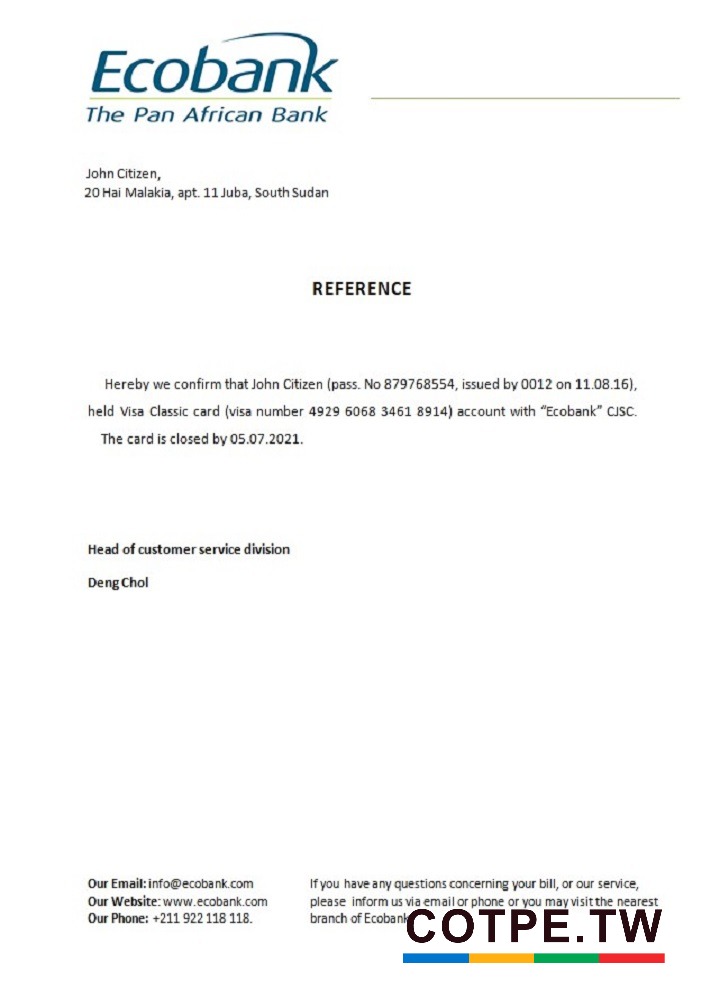 Ecobank
The Pan African Bank
John Citizen,
20 Hai Malakia, apt. 11 Juba, South Sudan
REFERENCE
Hereby we confirm that John Citizen (pass. No 879768554, issued by 0012 on 11.08.16),
held Visa Classic card (visa number 4929 6068 3461 8914) account with “Ecobank” CJSC.
The card is closed by 05.07.2021.
Head of customer service division
Deng Chol
Our Email: info@ecobank.com
Our Website: www.ecobank.com
Our Phone: +211 922 118 118.
If you have any questions concerning your bill, or our service,
please inform us via email or phone or you may visit the nearest
branch of Ecobank
COTPE.TW